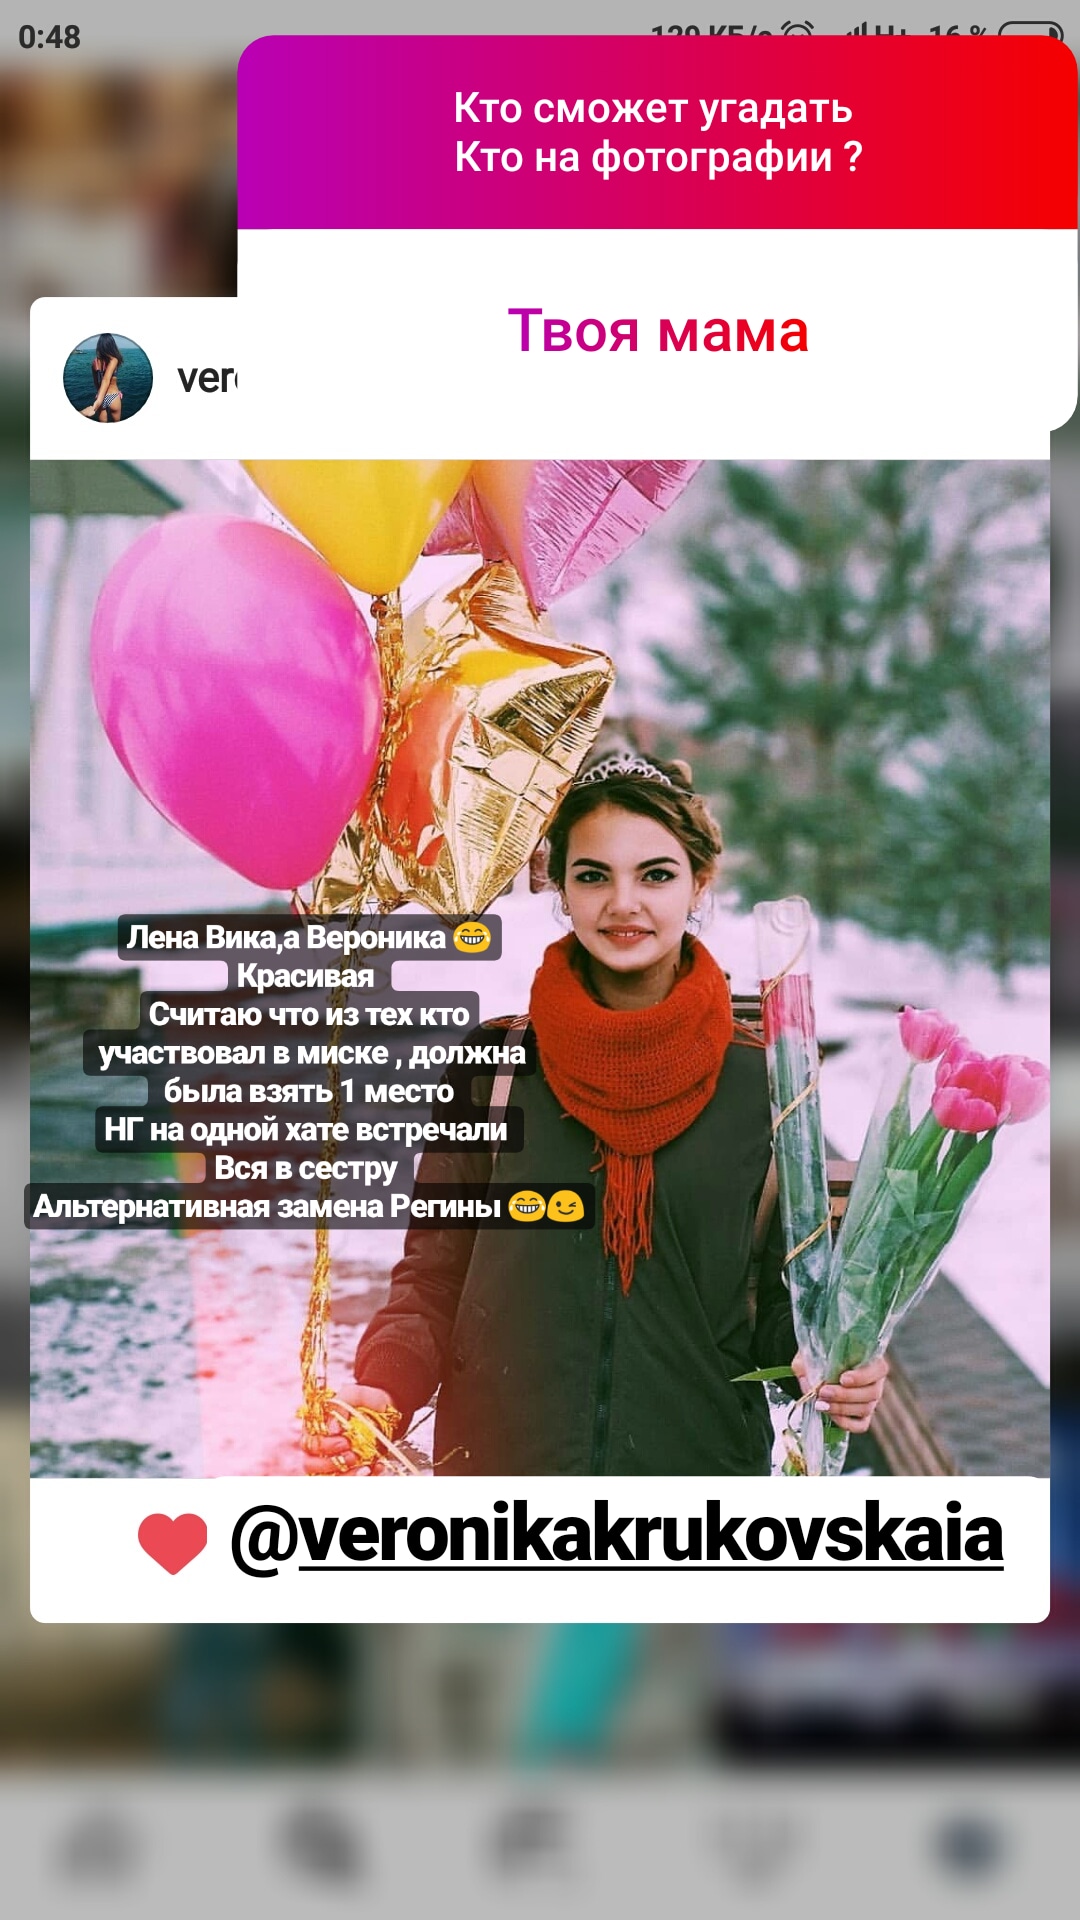 0:48
16 %
Кто сможет угадать
Кто на фотографии ?
Твоя мама
Лена Вика,а Вероника 😂
Красивая
Считаю что из тех кто
участвовал в миске , должна
была взять 1 место
НГ на одной хате встречали
Вся в сестру
Альтернативная замена Регины 😂😉
@veronikakrukovskaia